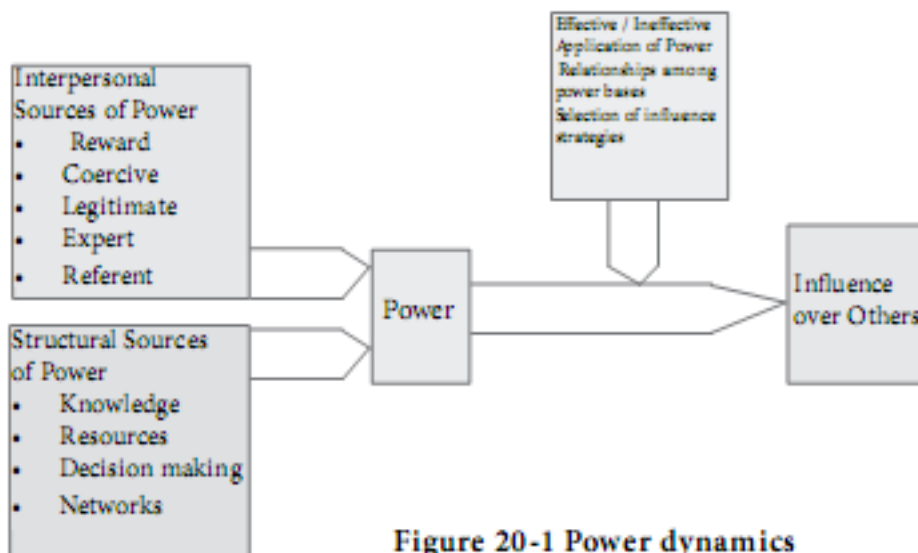 Interpersonal
Sources of Power
• Reward
• Coercive
• Legitimate
• Expert
• Referent
Structural Sources
of Power
• Knowledge
• Resources
• Decision making
• Networks
Power
Effective / Ineffective
Application of Power
Relationships among
power bases
Selection of influence
strategies
Influence
over Others
Figure 20-1 Power dynamics